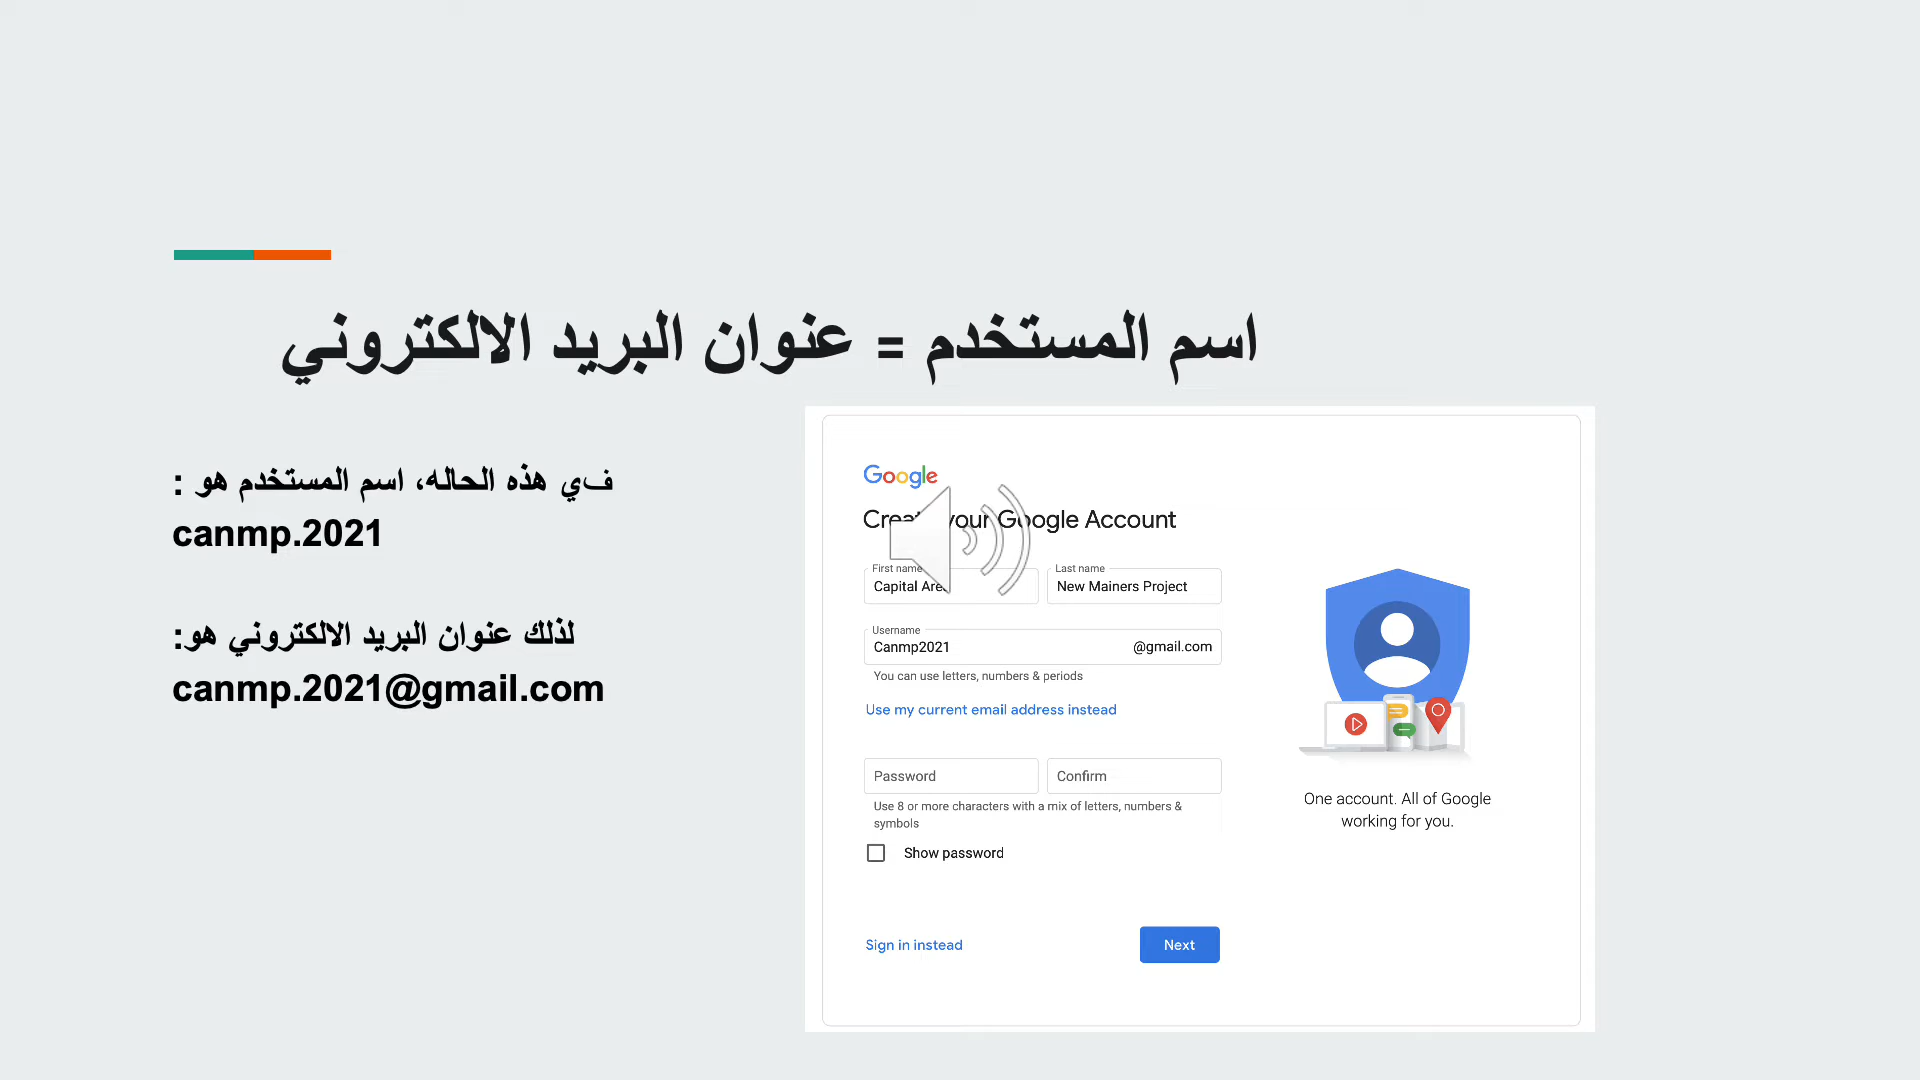 اسم المستخدم = عنوان البريد الالكتروني
في هذه الحاله، اسم المستخدم هو :
canmp.2021
لذلك عنوان البريد الالكتروني هو:
canmp.2021@gmail.com
Google
Create your Google Account
First name
Last name
Capital Area
New Mainers Project
Username
Canmp2021
@gmail.com
You can use letters, numbers & periods
Use my current email address instead
Password
Confirm
Use 8 or more characters with a mix of letters, numbers &
symbols
Show password
Sign in instead
Next
One account. All of Google
working for you.